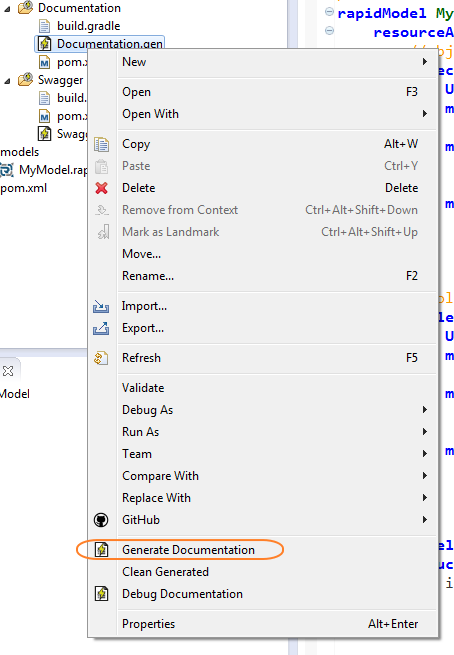 Documentation
build.gradle
Documentation.gen
pom.x
Swagger
build.
pom.x
Swagg
models
MyModel.rap
pom.xml
Model
rapidModel My
resourceA
New
Open F3
Open With
Copy Alt+W
Paste Ctrl+Y
Delete Delete
Remove from Context Ctrl+Alt+Shift+Down
Mark as Landmark Ctrl+Alt+Shift+Up
Move...
Rename... F2
Import...
Export...
Refresh F5
Validate
Debug As
Run As
Team
Compare With
Replace With
GitHub
Generate Documentation
Clean Generated
Debug Documentation
Properties Alt+Enter